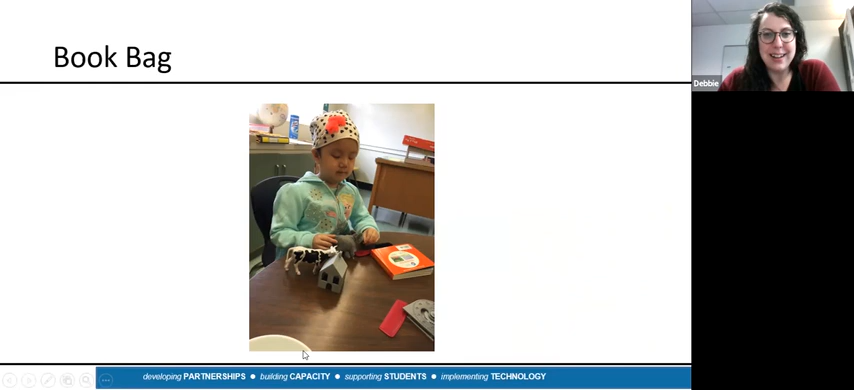 Book Bag
Debbie
developing PARTNERSHIPS ● building CAPACITY ● supporting STUDENTS ● implementing TECHNOLOGY